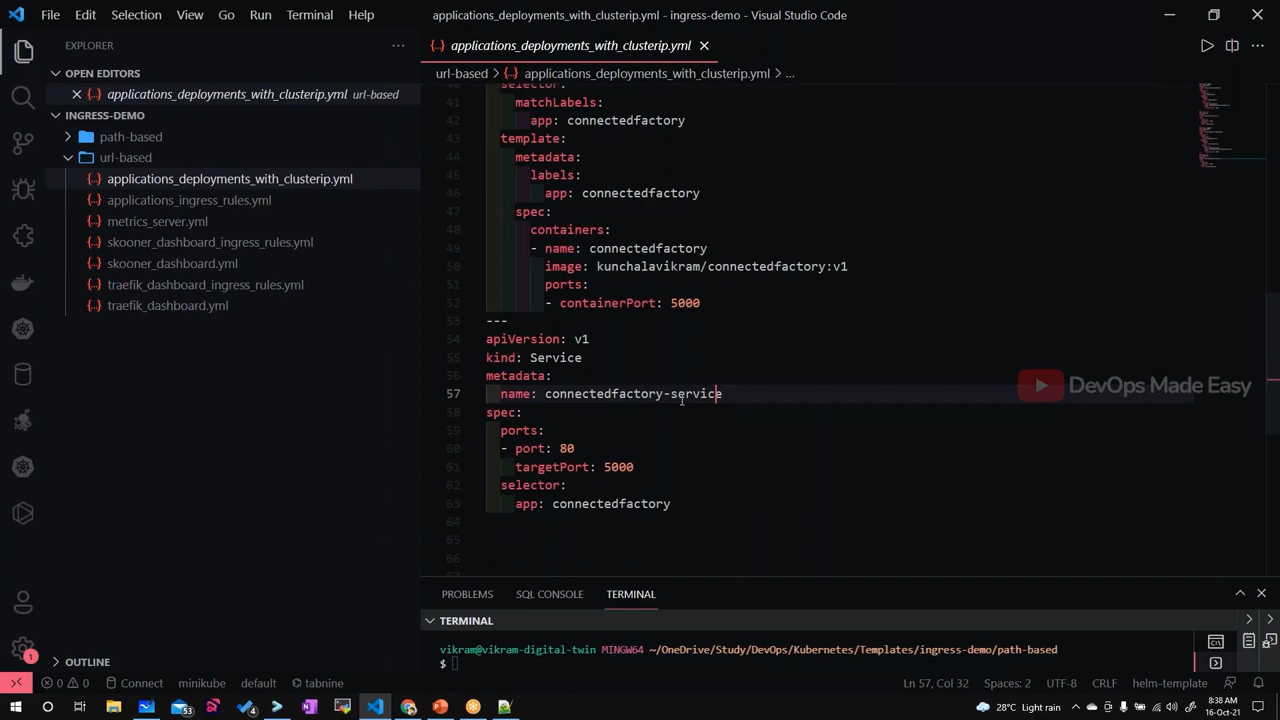 File Edit Selection View Go Run Terminal Help
applications_deployments_with_clusterip.yml - ingress-demo - Visual Studio Code
EXPLORER
OPEN EDITORS
applications_deployments_with_clusterip.yml url-based
INGRESS-DEMO
path-based
url-based
applications_deployments_with_clusterip.yml
applications_ingress_rules.yml
metrics_server.yml
skooner_dashboard_ingress_rules.yml
skooner_dashboard.yml
traefik_dashboard_ingress_rules.yml
traefik_dashboard.yml
OUTLINE
applications_deployments_with_clusterip.yml
url-based > applications_deployments_with_clusterip.yml > ...
40 selector:
41 matchLabels:
42 app: connectedfactory
43 template:
44 metadata:
45 labels:
46 app: connectedfactory
47 spec:
48 containers:
49 - name: connectedfactory
50 image: kunchalavikram/connectedfactory:v1
51 ports:
52 - containerPort: 5000
53 ---
54 apiVersion: v1
55 kind: Service
56 metadata:
57 name: connectedfactory-service
58 spec:
59 ports:
60 - port: 80
61 targetPort: 5000
62 selector:
63 app: connectedfactory
64
65
66
67
DevOps Made Easy
PROBLEMS SQL CONSOLE TERMINAL
TERMINAL
vikram@vikram-digital-twin MINGW64 ~/OneDrive/Study/DevOps/Kubernetes/Templates/ingress-demo/path-based
$
1
0 0 Connect minikube default tabnine Ln 57, Col 32 Spaces: 2 UTF-8 CRLF helm-template
53 4 28°C Light rain 8:38 AM
16-Oct-21